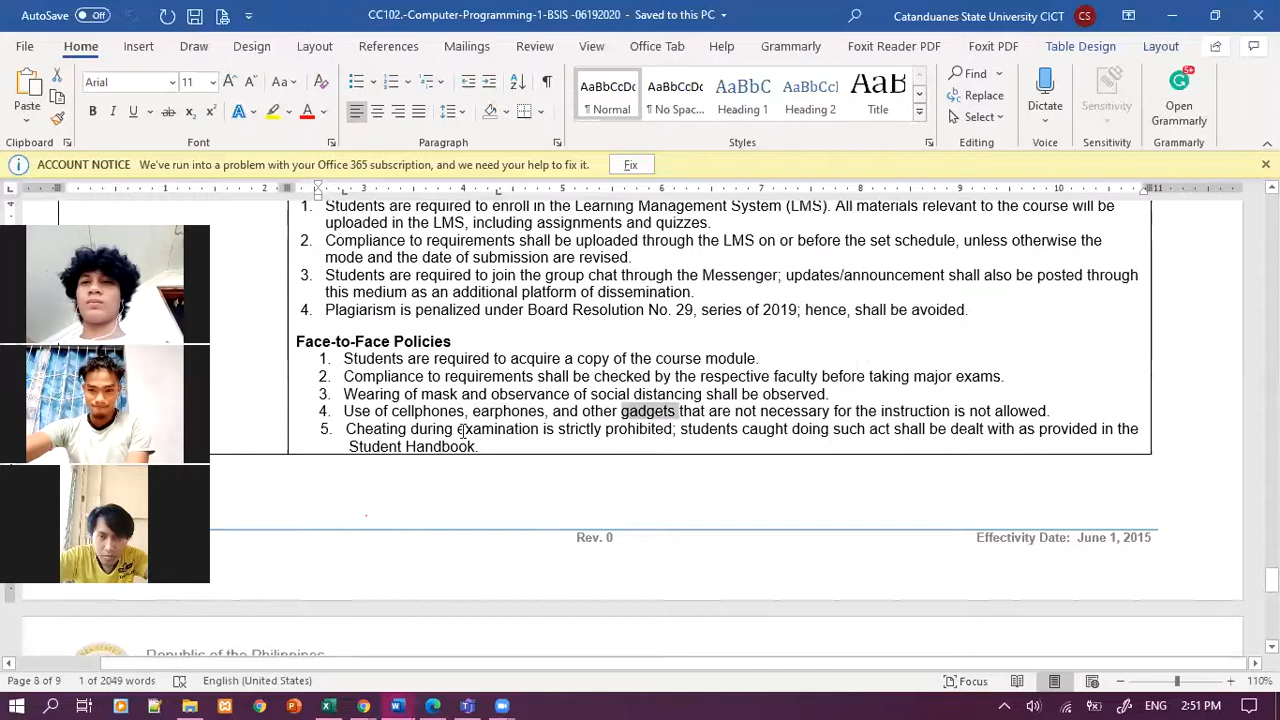 AutoSave Off CC102.-Computer-Programming-1-BSIS -06192020 - Saved to this PC Catanduanes State University CICT CS
File Home Insert Draw Design Layout References Mailings Review View Office Tab Help Grammarly Foxit Reader PDF Foxit PDF Table Design Layout
Arial 11 Aa
AaBbCcDc AaBbCcDc AaBbC AaBbCcI AaB
Find
Paste Replace Dictate Sensitivity Open Grammarly
B I U ab x₂ x² A A
¶ Normal ¶ No Spac... Heading 1 Heading 2 Title
Select
Clipboard Font Paragraph Styles Editing Voice Sensitivity Grammarly
ACCOUNT NOTICE We've run into a problem with your Office 365 subscription, and we need your help to fix it. Fix
2 3 4 5 6 7 8 9 10 11
1. Students are required to enroll in the Learning Management System (LMS). All materials relevant to the course will be
uploaded in the LMS, including assignments and quizzes.
2. Compliance to requirements shall be uploaded through the LMS on or before the set schedule, unless otherwise the
mode and the date of submission are revised.
3. Students are required to join the group chat through the Messenger; updates/announcement shall also be posted through
this medium as an additional platform of dissemination.
4. Plagiarism is penalized under Board Resolution No. 29, series of 2019; hence, shall be avoided.
Face-to-Face Policies
1. Students are required to acquire a copy of the course module.
2. Compliance to requirements shall be checked by the respective faculty before taking major exams.
3. Wearing of mask and observance of social distancing shall be observed.
4. Use of cellphones, earphones, and other gadgets that are not necessary for the instruction is not allowed.
5. Cheating during examination is strictly prohibited; students caught doing such act shall be dealt with as provided in the
Student Handbook.
Rev. 0 Effectivity Date: June 1, 2015
Republic of the Philippines
Page 8 of 9 1 of 2049 words English (United States) Focus 110%
2:51 PM